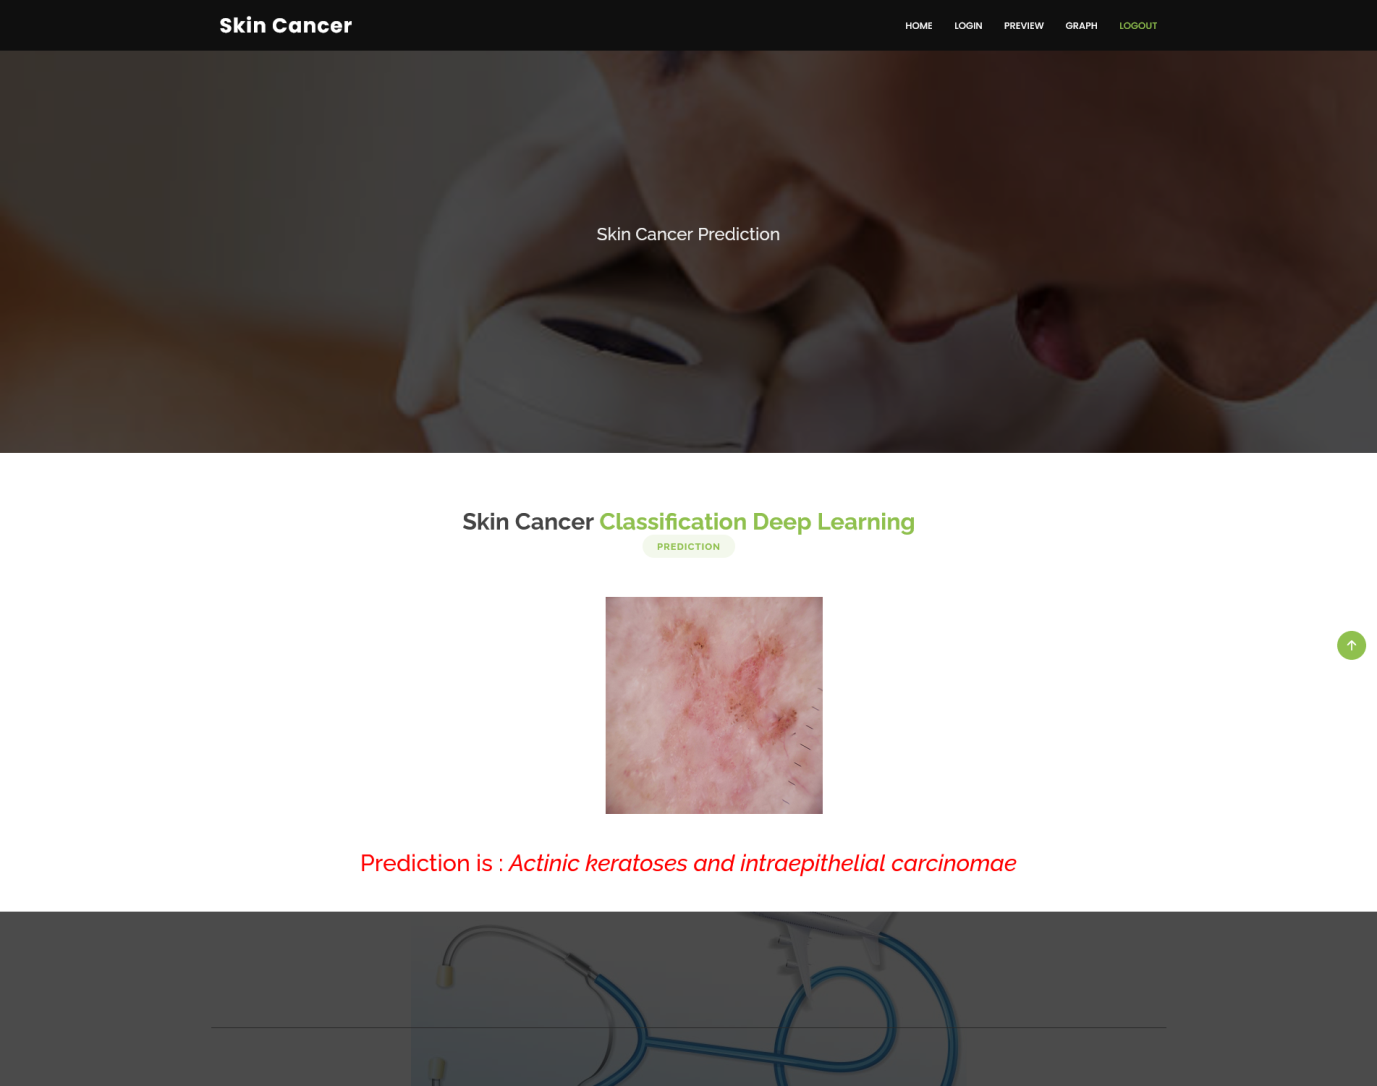 Skin Cancer
HOME LOGIN PREVIEW GRAPH LOGOUT
Skin Cancer Prediction
Skin Cancer Classification Deep Learning
PREDICTION
Prediction is : Actinic keratoses and intraepithelial carcinomae